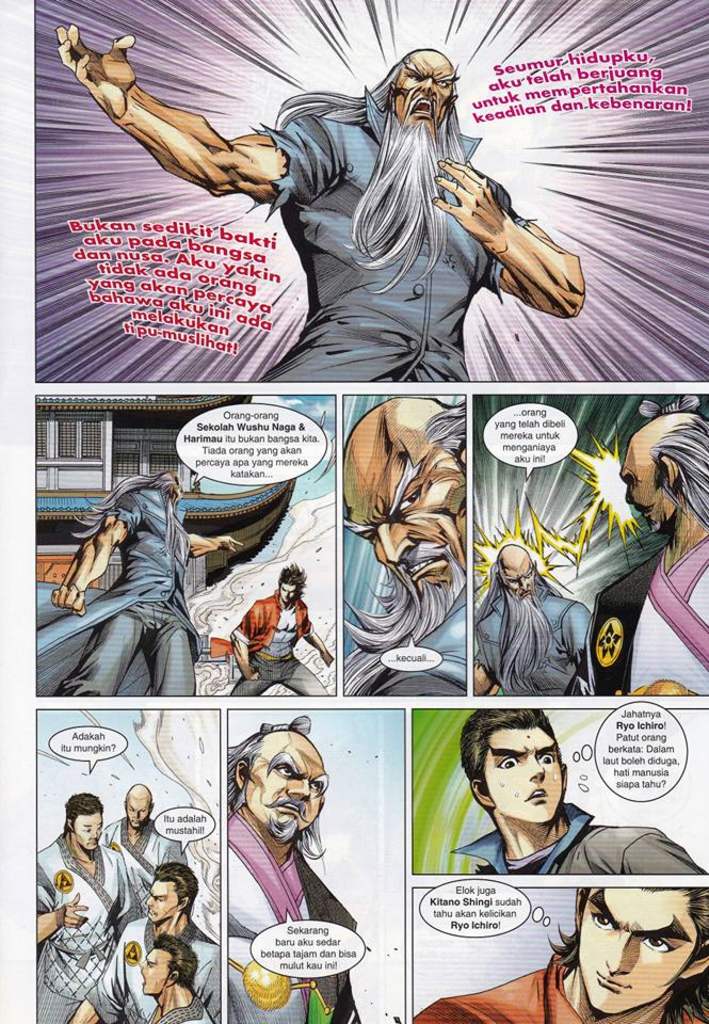 Seumur hidupku,
aku telah berjuang
untuk mempertahankan
keadilan dan kebenaran!
Bukan sedikit bakti
aku pada bangsa
dan nusa. Aku yakin
tidak ada orang
yang akan percaya
bahawa aku ini ada
melakukan
tipu-muslihat!
Orang-orang
Sekolah Wushu Naga &
Harimau itu bukan bangsa kita.
Tiada orang yang akan
percaya apa yang mereka
katakan...
...kecuali...
...orang
yang telah dibeli
mereka untuk
menganiaya
aku ini!
Adakah
itu mungkin?
Itu adalah
mustahil!
Sekarang
baru aku sedar
betapa tajam dan bisa
mulut kau ini!
Jahatnya
Ryo Ichiro!
Patut orang
berkata: Dalam
laut boleh diduga,
hati manusia
siapa tahu?
Elok juga
Kitano Shingi sudah
tahu akan kelicikan
Ryo Ichiro!